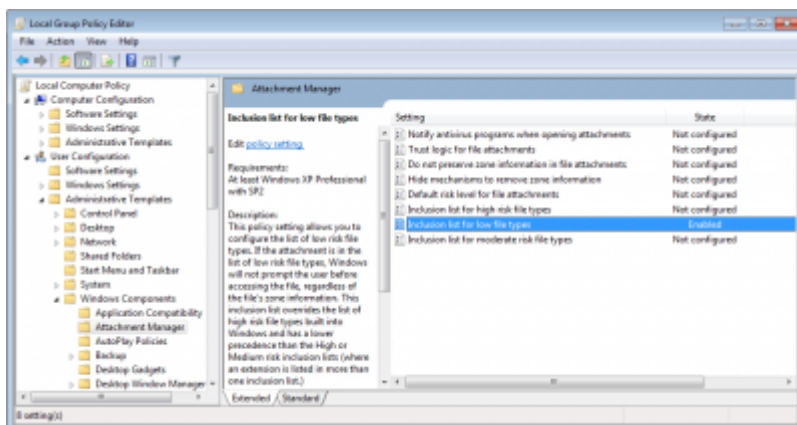 Local Group Policy Editor
File Action View Help
Local Computer Policy
Computer Configuration
Software Settings
Windows Settings
Administrative Templates
User Configuration
Software Settings
Windows Settings
Administrative Templates
Control Panel
Desktop
Network
Shared Folders
Start Menu and Taskbar
System
Windows Components
Application Compatibility
Attachment Manager
AutoPlay Policies
Backup
Desktop Gadgets
Desktop Window Manager
Attachment Manager
Inclusion list for low file types
Edit policy setting
Requirements:
At least Windows XP Professional
with SP2
Description:
This policy setting allows you to
configure the list of low risk file
types. If the attachment is in the
list of low risk file types, Windows
will not prompt the user before
accessing the file, regardless of
the file's zone information. This
inclusion list overrides the list of
high risk file types built into
Windows and has a lower
precedence than the High or
Medium risk inclusion lists (where
an extension is listed in more than
one inclusion list.)
Setting State
Notify antivirus programs when opening attachments Not configured
Trust logic for file attachments Not configured
Do not preserve zone information in file attachments Not configured
Hide mechanisms to remove zone information Not configured
Default risk level for file attachments Not configured
Inclusion list for high risk file types Not configured
Inclusion list for low file types Enabled
Inclusion list for moderate risk file types Not configured
Extended Standard
8 setting(s)